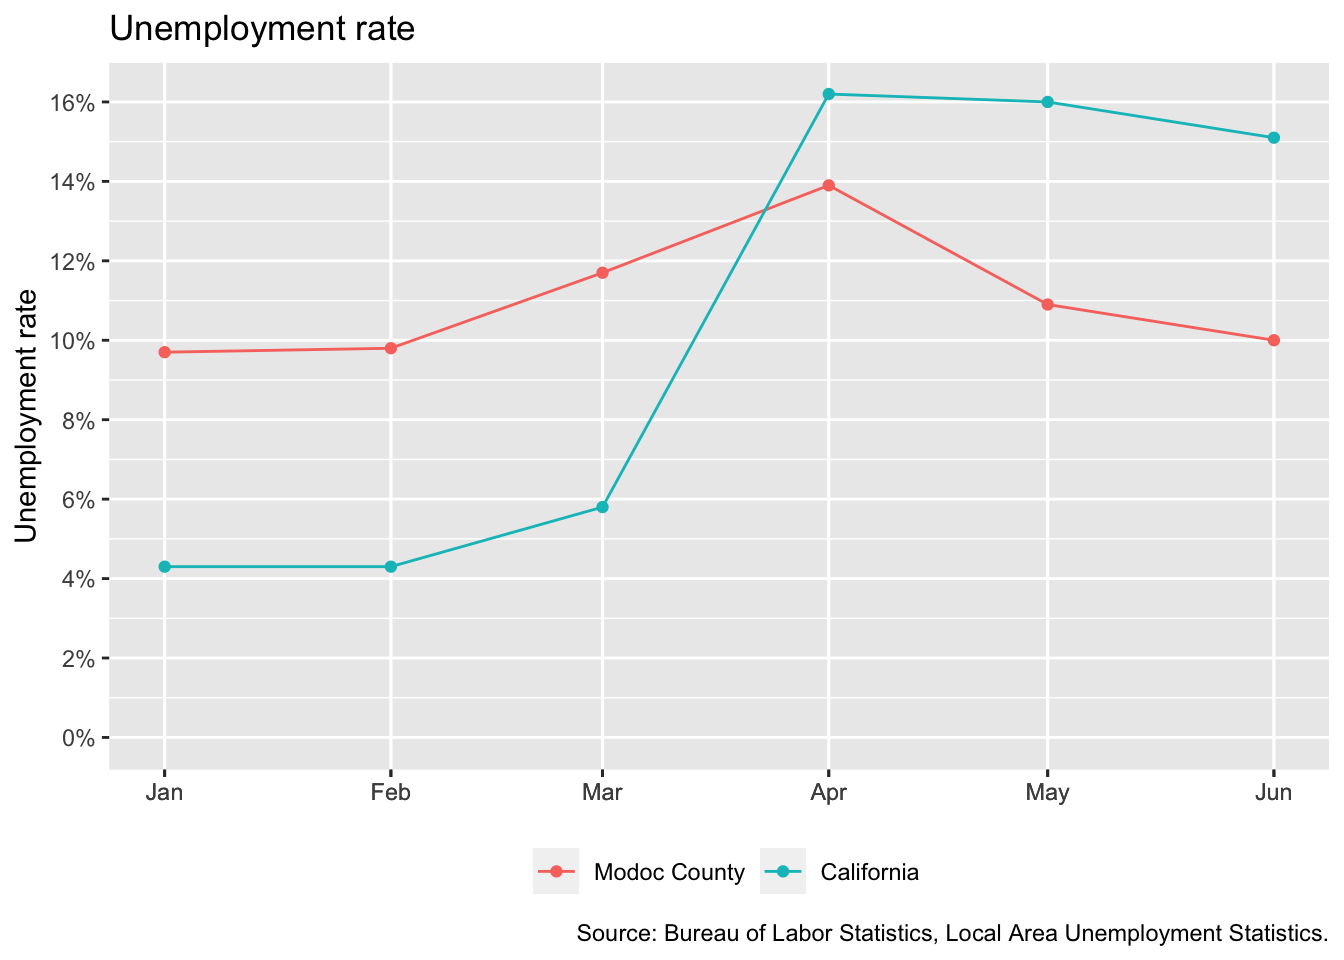 Unemployment rate
Unemployment rate
16%
14%
12%
10%
8%
6%
4%
2%
0%
Jan Feb Mar Apr May Jun
Modoc County California
Source: Bureau of Labor Statistics, Local Area Unemployment Statistics.